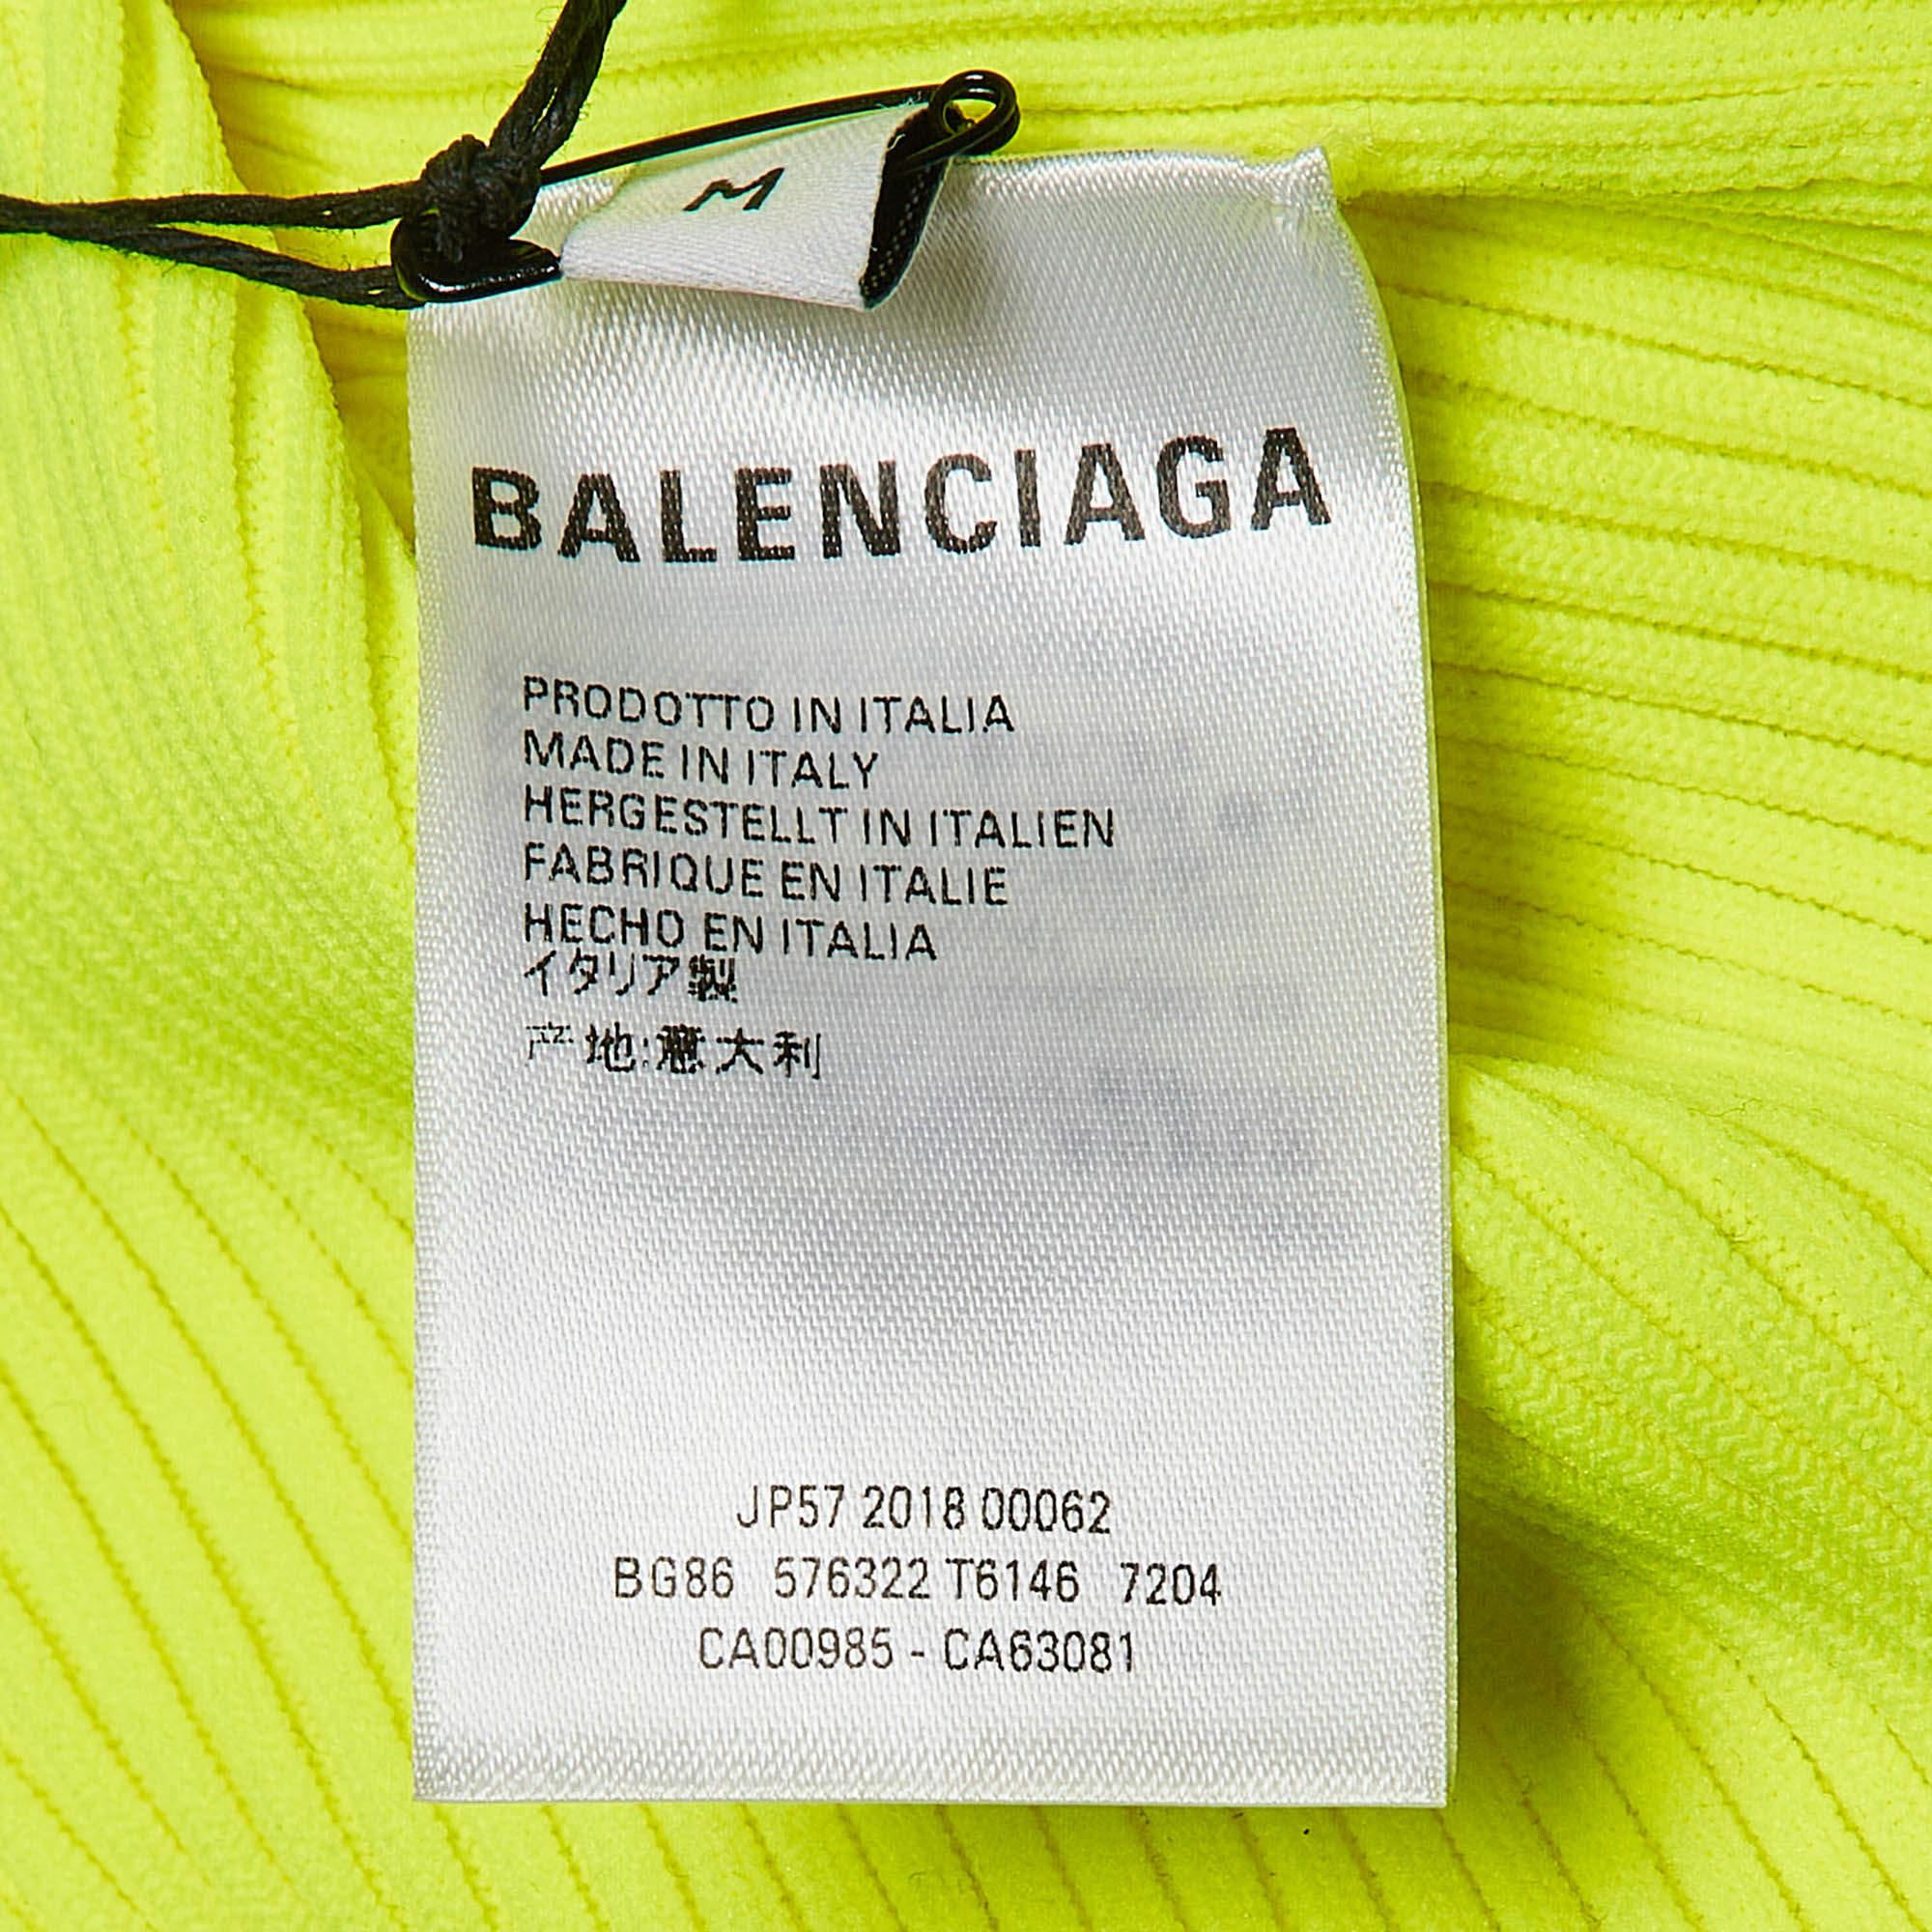 M
BALENCIAGA
PRODOTTO IN ITALIA
MADE IN ITALY
HERGESTELLT IN ITALIEN
FABRIQUE EN ITALIE
HECHO EN ITALIA
イタリア製
产地:意大利
JP57 2018 00062
BG86 576322 T6146 7204
CA00985 - CA63081